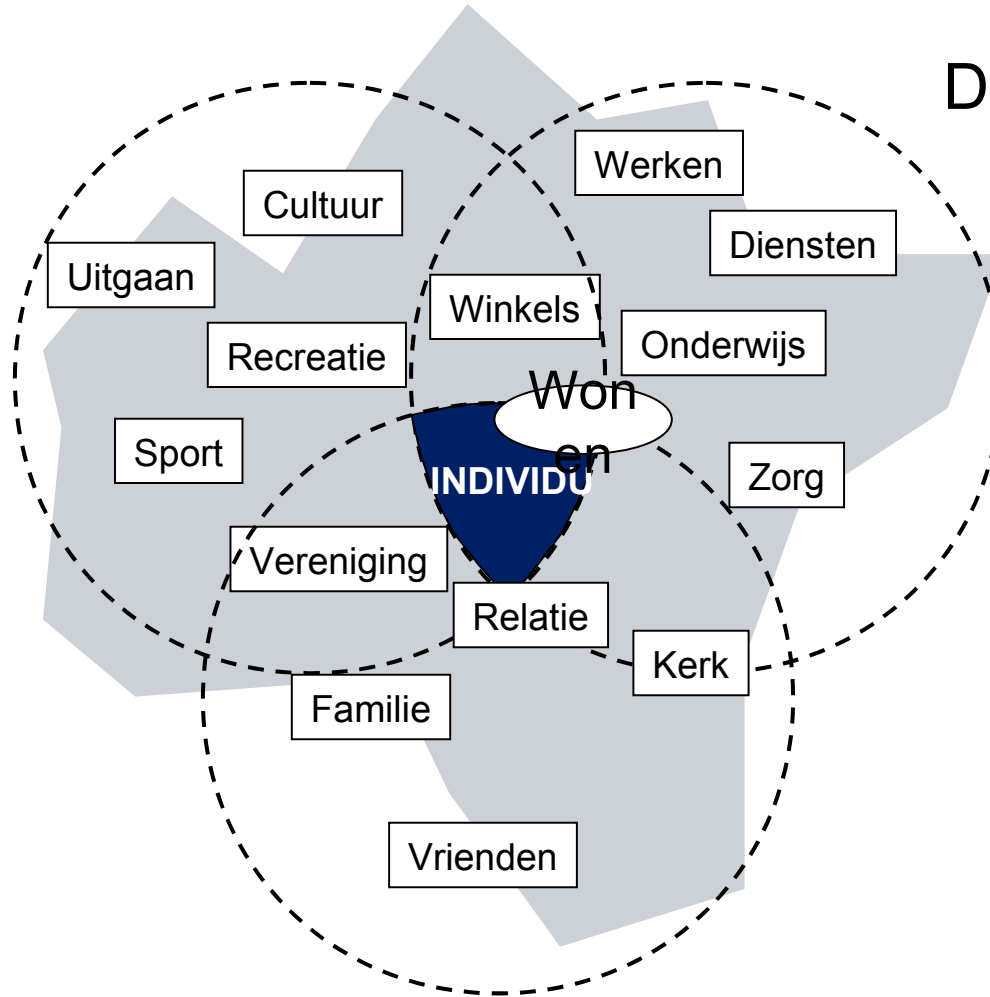 D
Werken
Cultuur
Diensten
Uitgaan
Winkels
Onderwijs
Recreatie
Won
en
Sport
Zorg
INDIVIDU
Vereniging
Relatie
Kerk
Familie
Vrienden